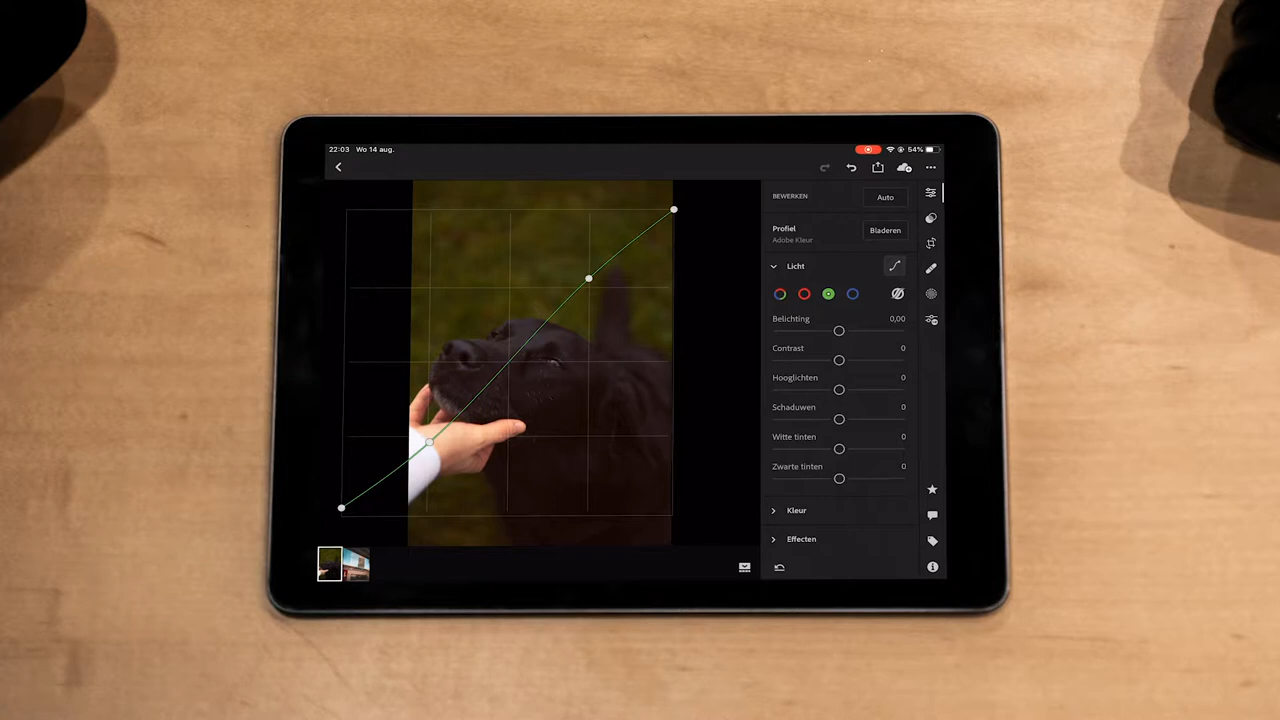 22:03 Wo 14 aug.
54%
BEWERKEN
Auto
Profiel
Adobe Kleur
Bladeren
Licht
Belichting 0,00
Contrast 0
Hooglichten 0
Schaduwen 0
Witte tinten 0
Zwarte tinten 0
Kleur
Effecten